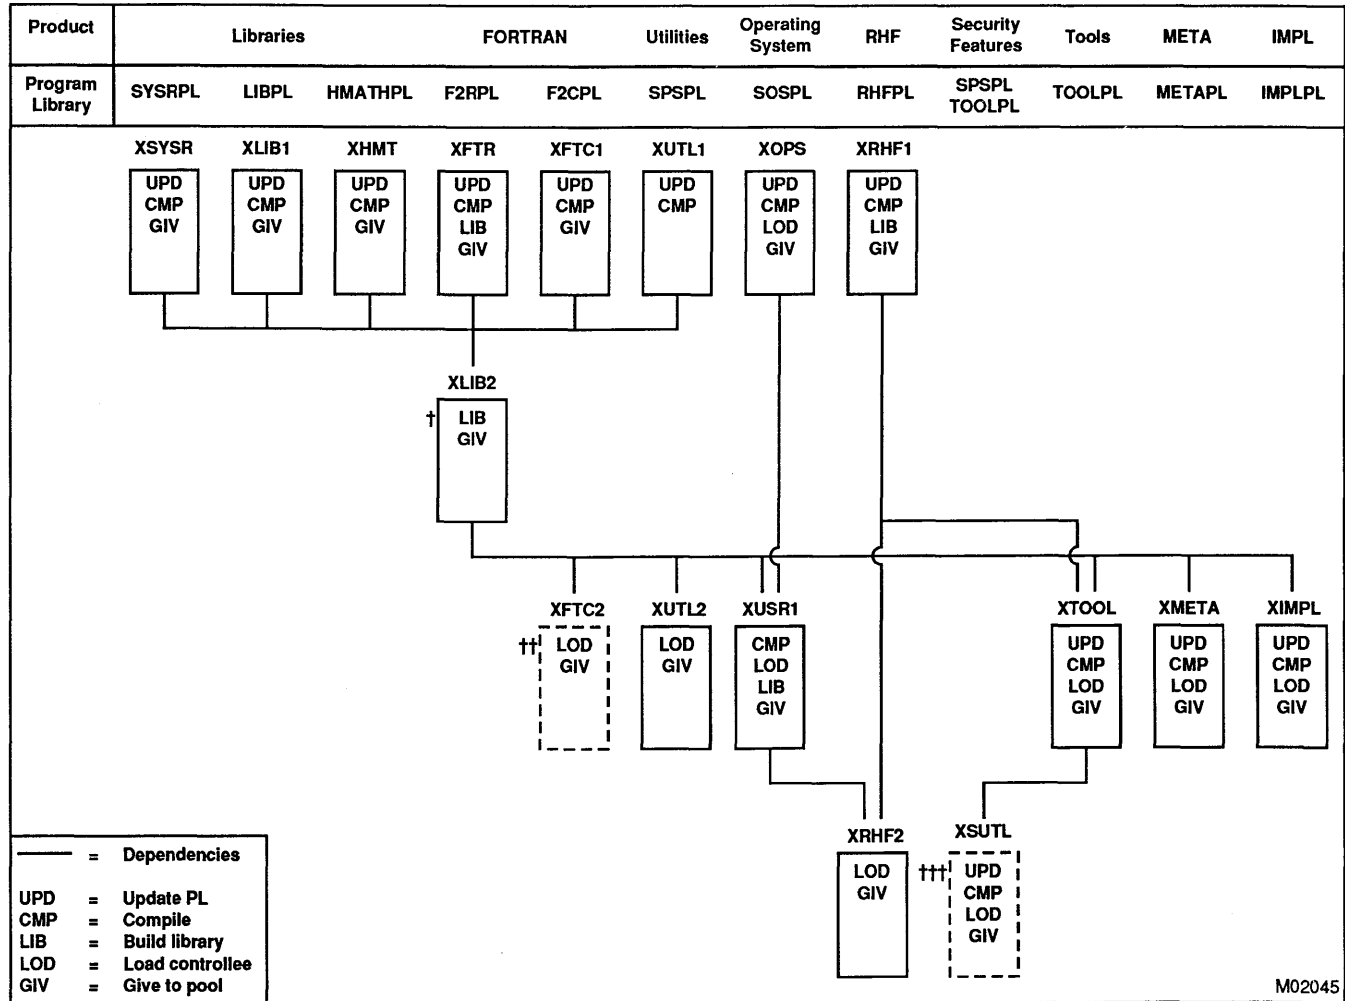 Product Libraries FORTRAN Utilities Operating System RHF Security Features Tools META IMPL
Program Library SYSRPL LIBPL HMATHPL F2RPL F2CPL SPSPL SOSPL RHFPL SPSPL TOOLPL TOOLPL METAPL IMPLPL
XSYSR XLIB1 XHMT XFTR XFTC1 XUTL1 XOPS XRHF1
UPD UPD UPD UPD UPD UPD UPD UPD
CMP CMP CMP CMP CMP CMP CMP CMP
GIV GIV GIV LIB GIV LOD LIB
GIV GIV GIV
XLIB2
† LIB
GIV
XFTC2 XUTL2 XUSR1 XTOOL XMETA XIMPL
†† LOD LOD CMP UPD UPD UPD
GIV GIV LOD CMP CMP CMP
LIB LOD LOD LOD
GIV GIV GIV GIV
XRHF2 XSUTL
LOD ††† UPD
GIV CMP
LOD
GIV
= Dependencies
UPD = Update PL
CMP = Compile
LIB = Build library
LOD = Load controllee
GIV = Give to pool
M02045